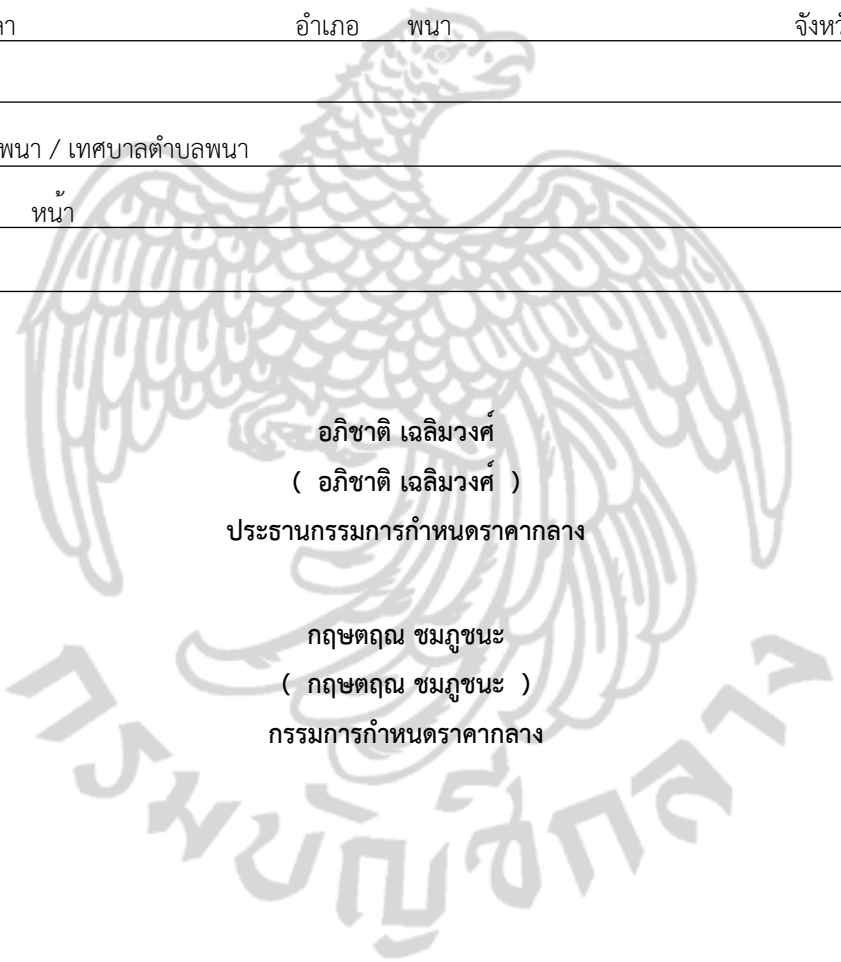 อำเภอ พนา
พนา / เทศบาลตำบลพนา
หน้า
อภิชาติ เฉลิมวงศ์
( อภิชาติ เฉลิมวงศ์ )
ประธานกรรมการกำหนดราคากลาง
กฤษตฤณ ชมภูชนะ
( กฤษตฤณ ชมภูชนะ )
กรรมการกำหนดราคากลาง
กรมบัญชีกลาง